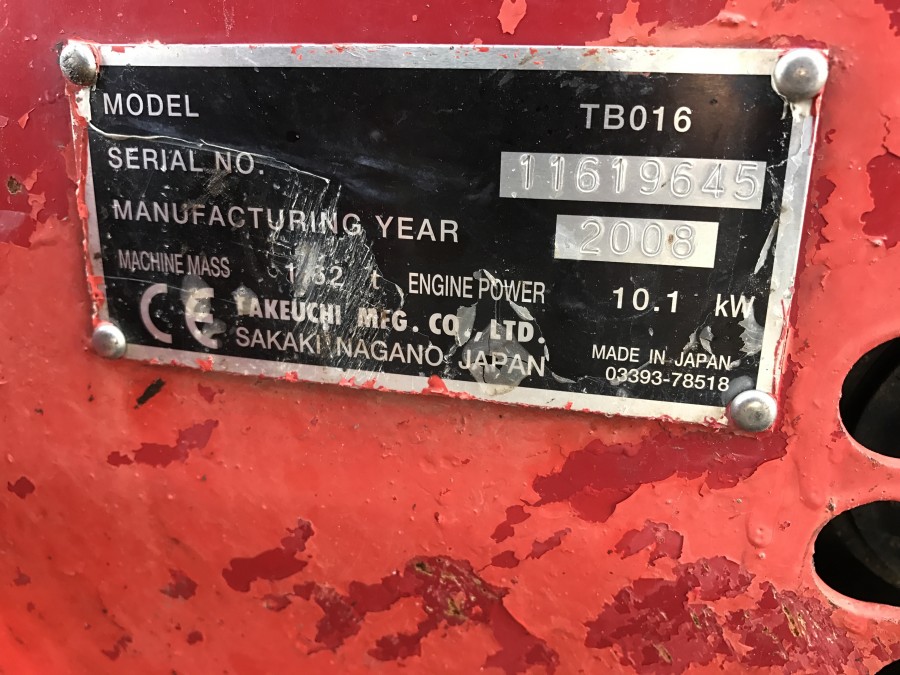 MODEL TB016
SERIAL NO. 11619645
MANUFACTURING YEAR 2008
MACHINE MASS t ENGINE POWER 10.1 kW
CE TAKEUCHI MFG. CO., LTD.
SAKAKI NAGANO JAPAN
MADE IN JAPAN
03393-78518